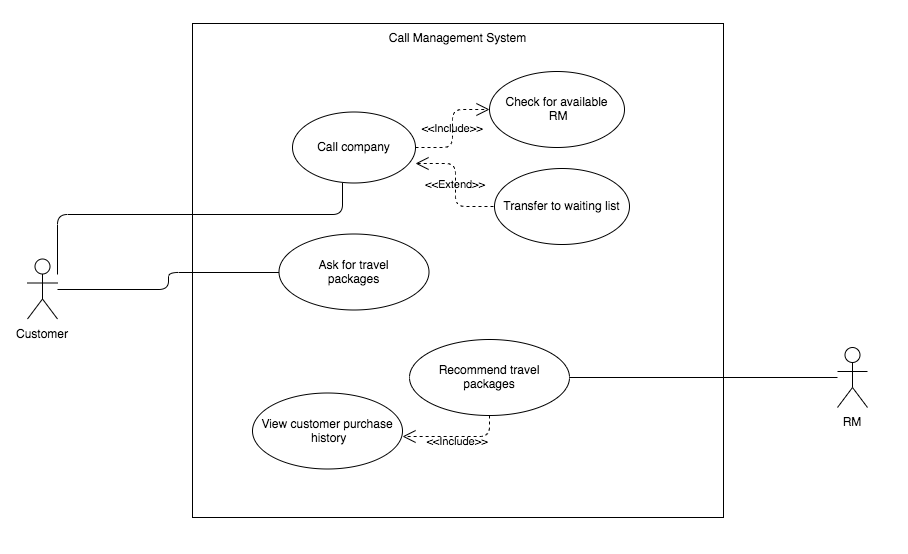 Call Management System
Check for available
RM
<<Include>>
Call company
<<Extend>>
Transfer to waiting list
Ask for travel
packages
Customer
Recommend travel
packages
RM
View customer purchase
history
<<Include>>